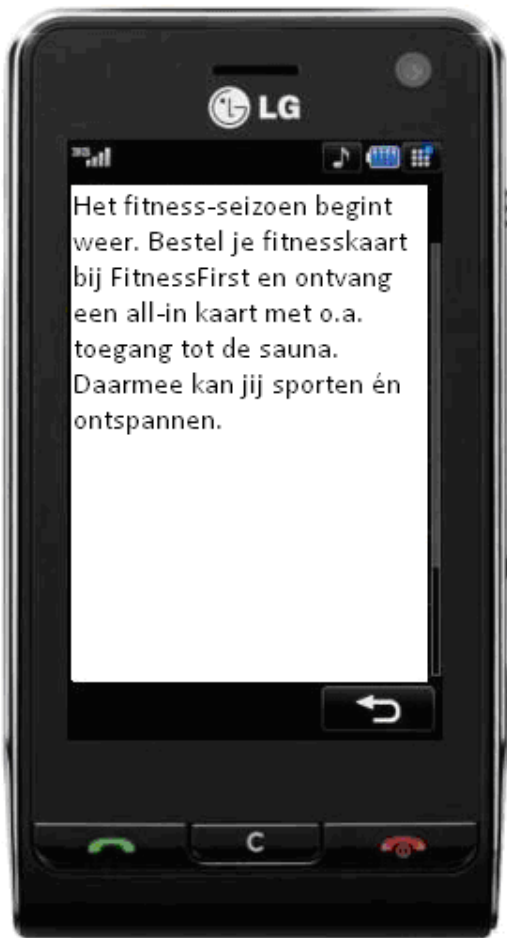 LG
3G
Het fitness-seizoen begint
weer. Bestel je fitnesskaart
bij FitnessFirst en ontvang
een all-in kaart met o.a.
toegang tot de sauna.
Daarmee kan jij sporten én
ontspannen.
C